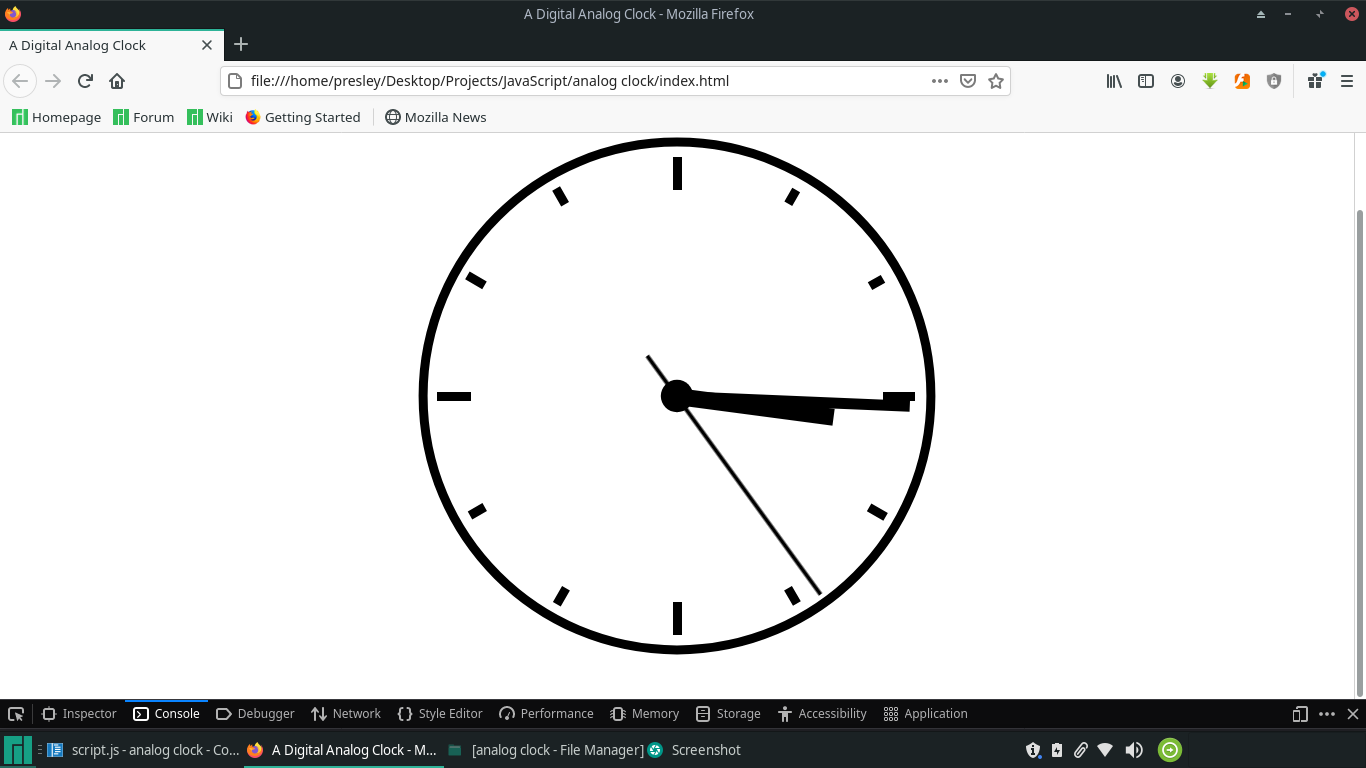 A Digital Analog Clock - Mozilla Firefox
A Digital Analog Clock
file:///home/presley/Desktop/Projects/JavaScript/analog clock/index.html
Homepage Forum Wiki Getting Started Mozilla News
Inspector Console Debugger Network Style Editor Performance Memory Storage Accessibility Application
script.js - analog clock - Co... A Digital Analog Clock - M... [analog clock - File Manager] Screenshot